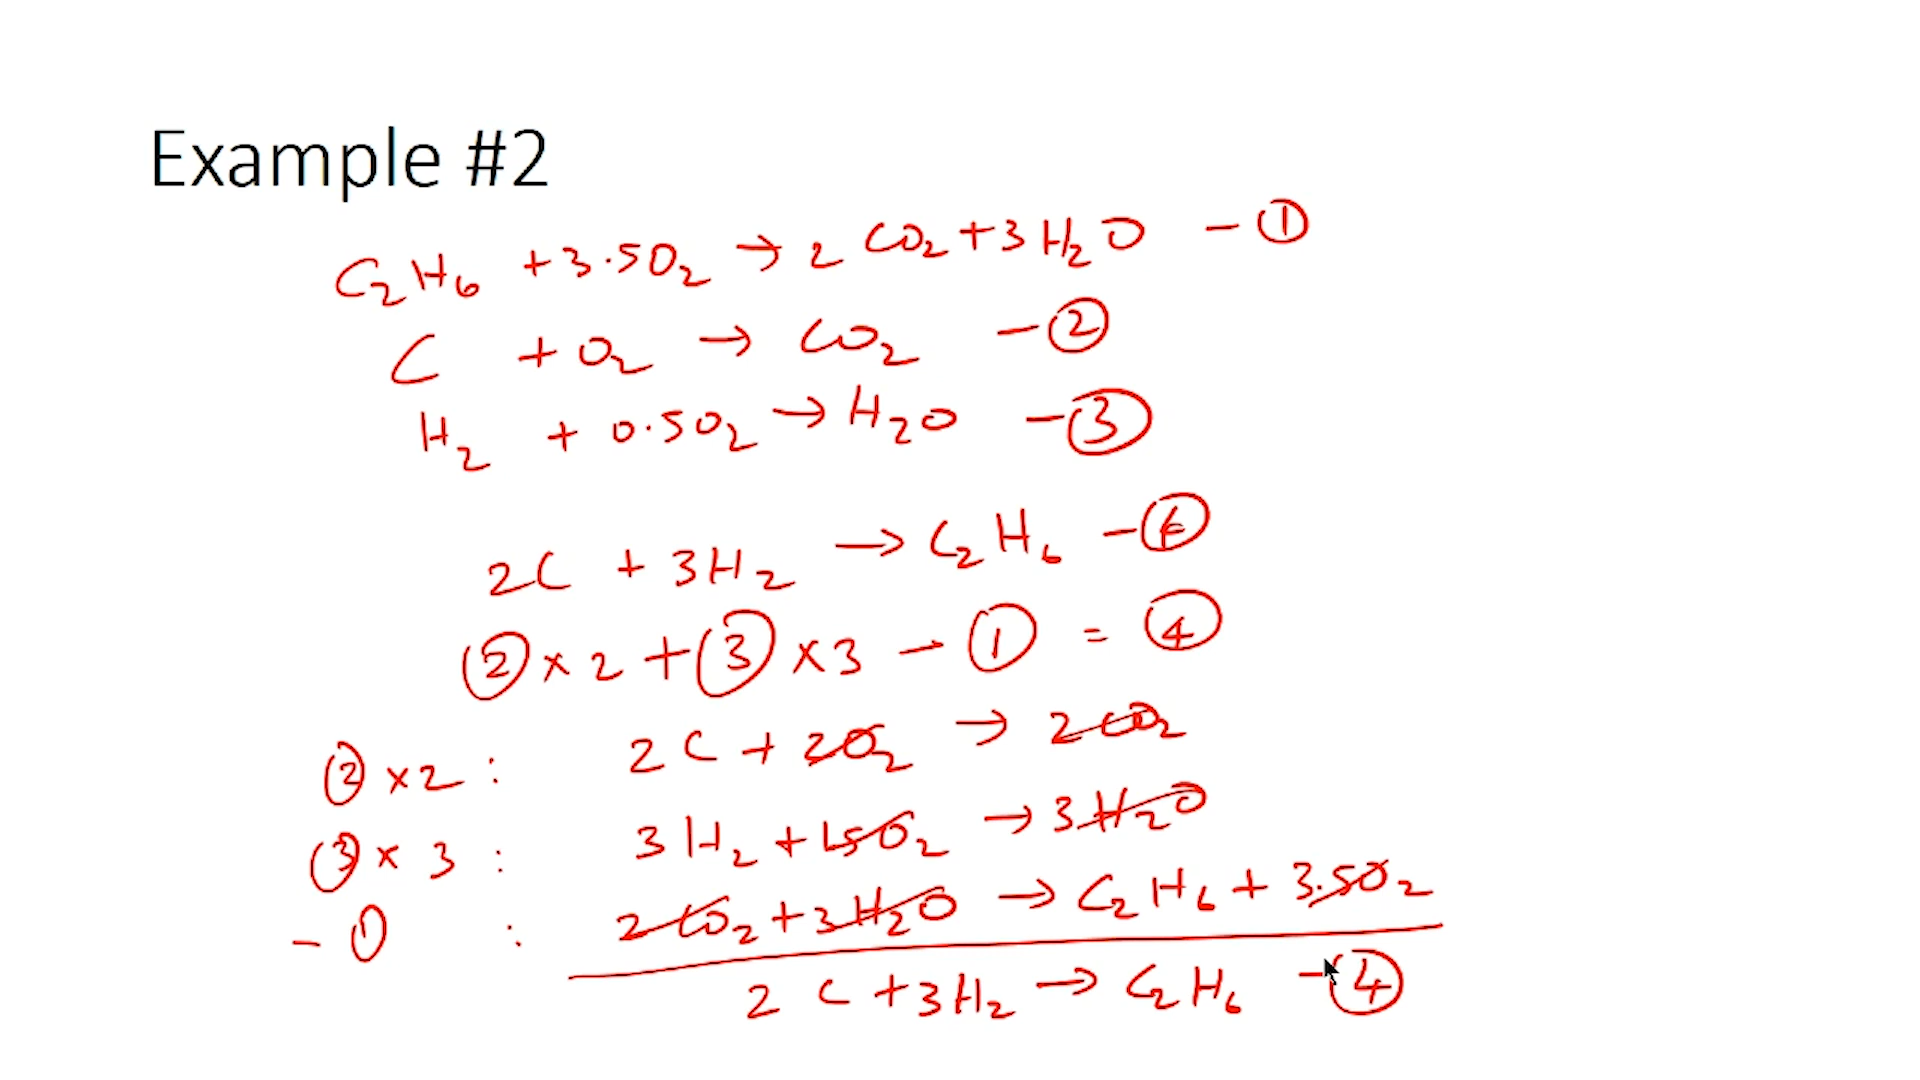 Example #2
C₂H₆ + 3.5O₂ → 2 CO₂ + 3H₂O - ①
C + O₂ → CO₂ - ②
H₂ + 0.5O₂ → H₂O - ③
2C + 3H₂ → C₂H₆ - ④
② × 2 + ③ × 3 - ① = ④
② × 2 : 2C + 2O₂ → 2CO₂
③ × 3 : 3H₂ + 1.5O₂ → 3H₂O
- ① : 2CO₂ + 3H₂O → C₂H₆ + 3.5O₂
2C + 3H₂ → C₂H₆ - ④